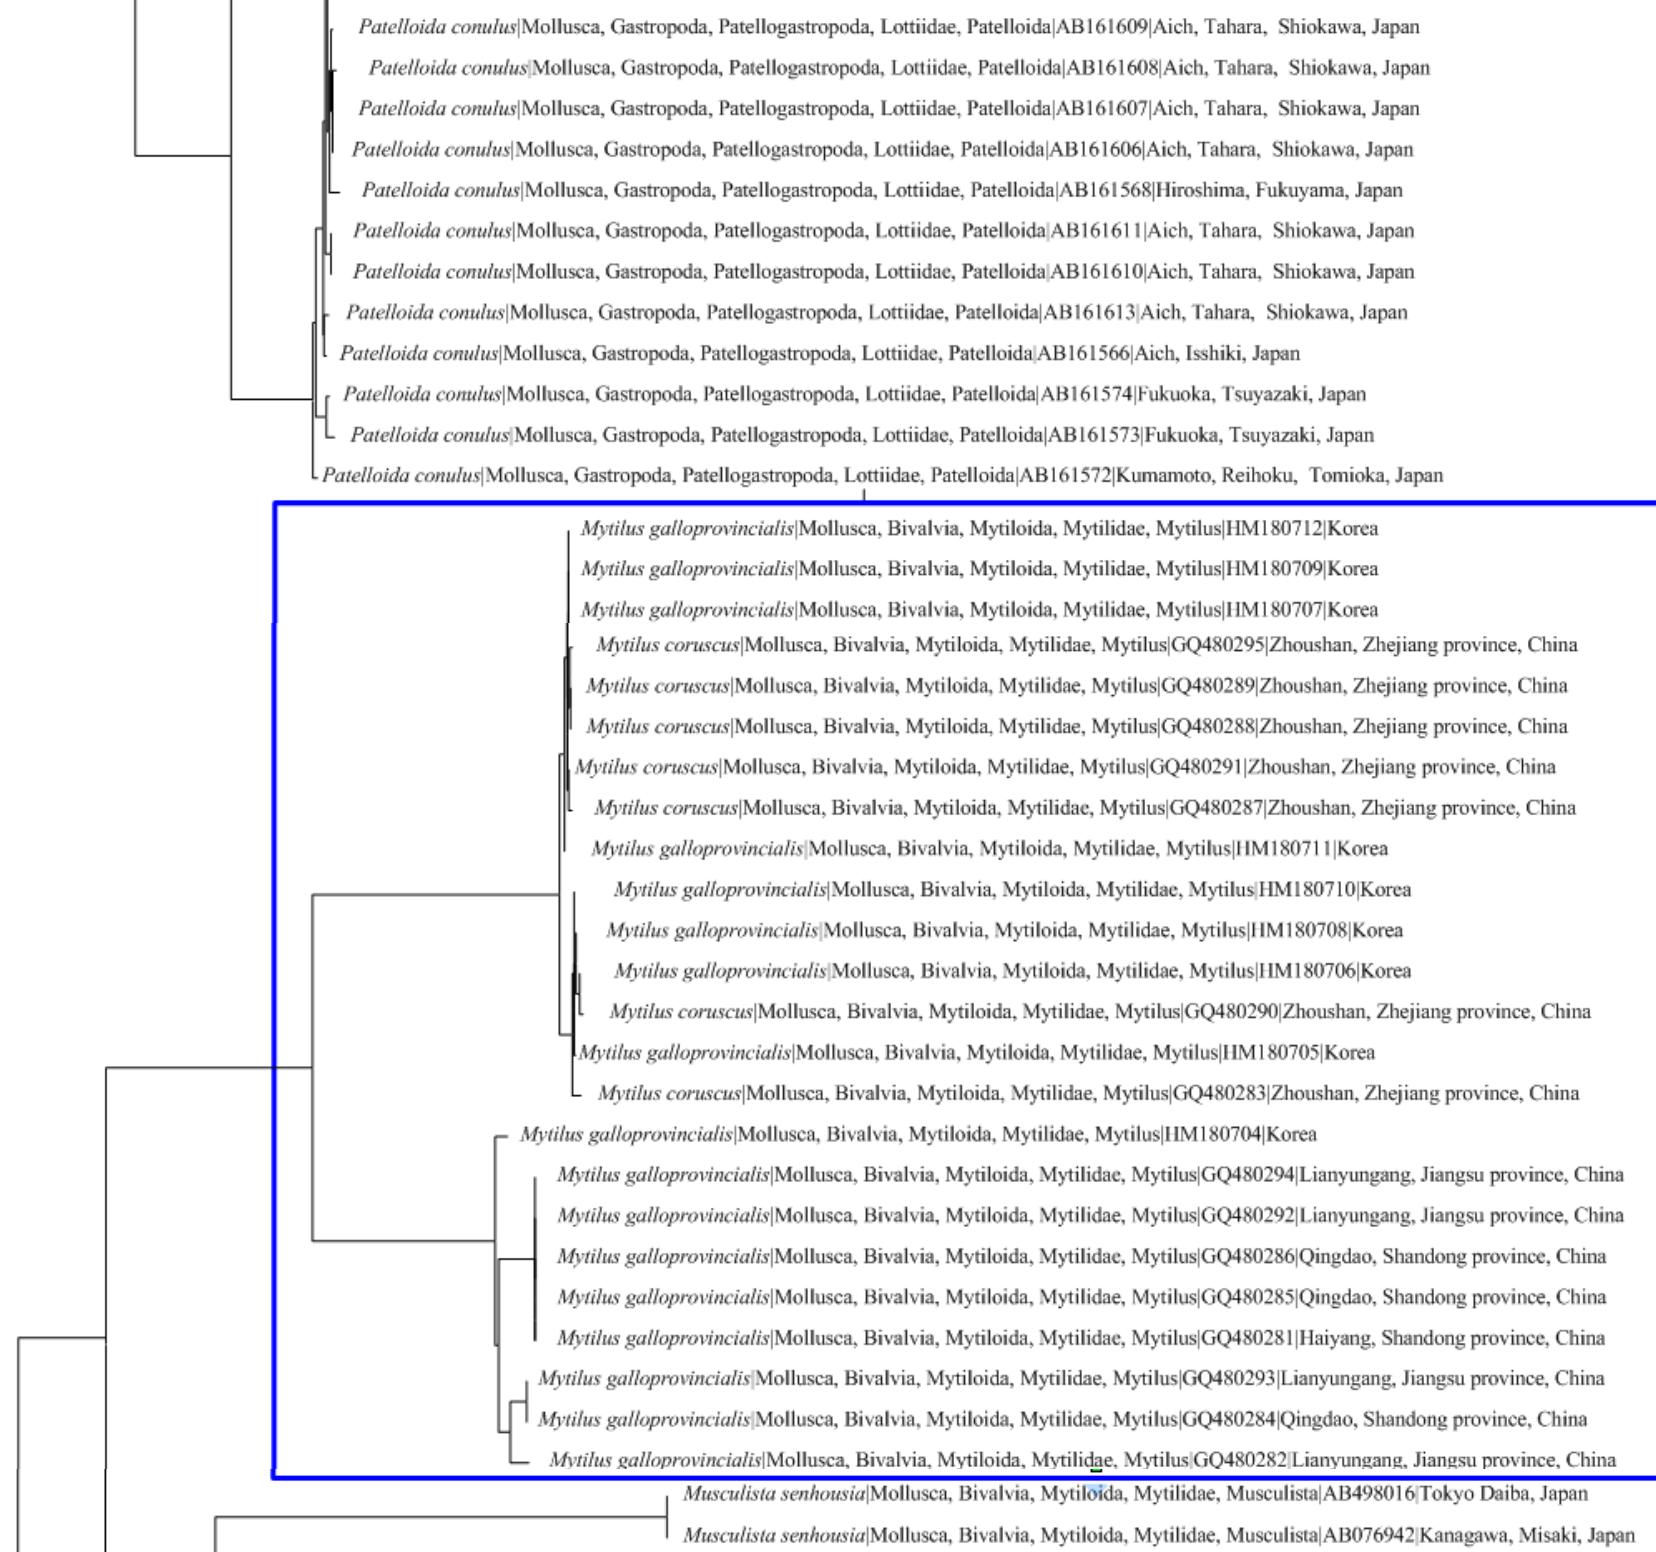 Patelloida conulus|Mollusca, Gastropoda, Patellogastropoda, Lottiidae, Patelloida|AB161609|Aich, Tahara, Shiokawa, Japan
Patelloida conulus|Mollusca, Gastropoda, Patellogastropoda, Lottiidae, Patelloida|AB161608|Aich, Tahara, Shiokawa, Japan
Patelloida conulus|Mollusca, Gastropoda, Patellogastropoda, Lottiidae, Patelloida|AB161607|Aich, Tahara, Shiokawa, Japan
Patelloida conulus|Mollusca, Gastropoda, Patellogastropoda, Lottiidae, Patelloida|AB161606|Aich, Tahara, Shiokawa, Japan
Patelloida conulus|Mollusca, Gastropoda, Patellogastropoda, Lottiidae, Patelloida|AB161568|Hiroshima, Fukuyama, Japan
Patelloida conulus|Mollusca, Gastropoda, Patellogastropoda, Lottiidae, Patelloida|AB161611|Aich, Tahara, Shiokawa, Japan
Patelloida conulus|Mollusca, Gastropoda, Patellogastropoda, Lottiidae, Patelloida|AB161610|Aich, Tahara, Shiokawa, Japan
Patelloida conulus|Mollusca, Gastropoda, Patellogastropoda, Lottiidae, Patelloida|AB161613|Aich, Tahara, Shiokawa, Japan
Patelloida conulus|Mollusca, Gastropoda, Patellogastropoda, Lottiidae, Patelloida|AB161566|Aich, Isshiki, Japan
Patelloida conulus|Mollusca, Gastropoda, Patellogastropoda, Lottiidae, Patelloida|AB161574|Fukuoka, Tsuyazaki, Japan
Patelloida conulus|Mollusca, Gastropoda, Patellogastropoda, Lottiidae, Patelloida|AB161573|Fukuoka, Tsuyazaki, Japan
Patelloida conulus|Mollusca, Gastropoda, Patellogastropoda, Lottiidae, Patelloida|AB161572|Kumamoto, Reihoku, Tomioka, Japan
Mytilus galloprovincialis|Mollusca, Bivalvia, Mytiloida, Mytilidae, Mytilus|HM180712|Korea
Mytilus galloprovincialis|Mollusca, Bivalvia, Mytiloida, Mytilidae, Mytilus|HM180709|Korea
Mytilus galloprovincialis|Mollusca, Bivalvia, Mytiloida, Mytilidae, Mytilus|HM180707|Korea
Mytilus coruscus|Mollusca, Bivalvia, Mytiloida, Mytilidae, Mytilus|GQ480295|Zhoushan, Zhejiang province, China
Mytilus coruscus|Mollusca, Bivalvia, Mytiloida, Mytilidae, Mytilus|GQ480289|Zhoushan, Zhejiang province, China
Mytilus coruscus|Mollusca, Bivalvia, Mytiloida, Mytilidae, Mytilus|GQ480288|Zhoushan, Zhejiang province, China
Mytilus coruscus|Mollusca, Bivalvia, Mytiloida, Mytilidae, Mytilus|GQ480291|Zhoushan, Zhejiang province, China
Mytilus coruscus|Mollusca, Bivalvia, Mytiloida, Mytilidae, Mytilus|GQ480287|Zhoushan, Zhejiang province, China
Mytilus galloprovincialis|Mollusca, Bivalvia, Mytiloida, Mytilidae, Mytilus|HM180711|Korea
Mytilus galloprovincialis|Mollusca, Bivalvia, Mytiloida, Mytilidae, Mytilus|HM180710|Korea
Mytilus galloprovincialis|Mollusca, Bivalvia, Mytiloida, Mytilidae, Mytilus|HM180708|Korea
Mytilus galloprovincialis|Mollusca, Bivalvia, Mytiloida, Mytilidae, Mytilus|HM180706|Korea
Mytilus coruscus|Mollusca, Bivalvia, Mytiloida, Mytilidae, Mytilus|GQ480290|Zhoushan, Zhejiang province, China
Mytilus galloprovincialis|Mollusca, Bivalvia, Mytiloida, Mytilidae, Mytilus|HM180705|Korea
Mytilus coruscus|Mollusca, Bivalvia, Mytiloida, Mytilidae, Mytilus|GQ480283|Zhoushan, Zhejiang province, China
Mytilus galloprovincialis|Mollusca, Bivalvia, Mytiloida, Mytilidae, Mytilus|HM180704|Korea
Mytilus galloprovincialis|Mollusca, Bivalvia, Mytiloida, Mytilidae, Mytilus|GQ480294|Lianyungang, Jiangsu province, China
Mytilus galloprovincialis|Mollusca, Bivalvia, Mytiloida, Mytilidae, Mytilus|GQ480292|Lianyungang, Jiangsu province, China
Mytilus galloprovincialis|Mollusca, Bivalvia, Mytiloida, Mytilidae, Mytilus|GQ480286|Qingdao, Shandong province, China
Mytilus galloprovincialis|Mollusca, Bivalvia, Mytiloida, Mytilidae, Mytilus|GQ480285|Qingdao, Shandong province, China
Mytilus galloprovincialis|Mollusca, Bivalvia, Mytiloida, Mytilidae, Mytilus|GQ480281|Haiyang, Shandong province, China
Mytilus galloprovincialis|Mollusca, Bivalvia, Mytiloida, Mytilidae, Mytilus|GQ480293|Lianyungang, Jiangsu province, China
Mytilus galloprovincialis|Mollusca, Bivalvia, Mytiloida, Mytilidae, Mytilus|GQ480284|Qingdao, Shandong province, China
Mytilus galloprovincialis|Mollusca, Bivalvia, Mytiloida, Mytilidae, Mytilus|GQ480282|Lianyungang, Jiangsu province, China
Musculista senhousia|Mollusca, Bivalvia, Mytiloida, Mytilidae, Musculista|AB498016|Tokyo Daiba, Japan
Musculista senhousia|Mollusca, Bivalvia, Mytiloida, Mytilidae, Musculista|AB076942|Kanagawa, Misaki, Japan